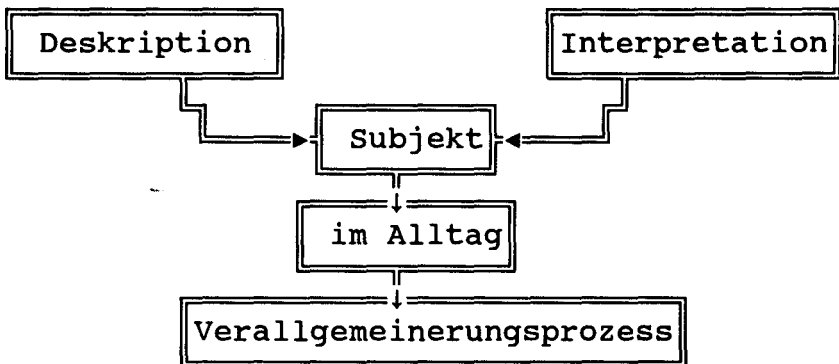 Deskription
Interpretation
Subjekt
im Alltag
Verallgemeinerungsprozess